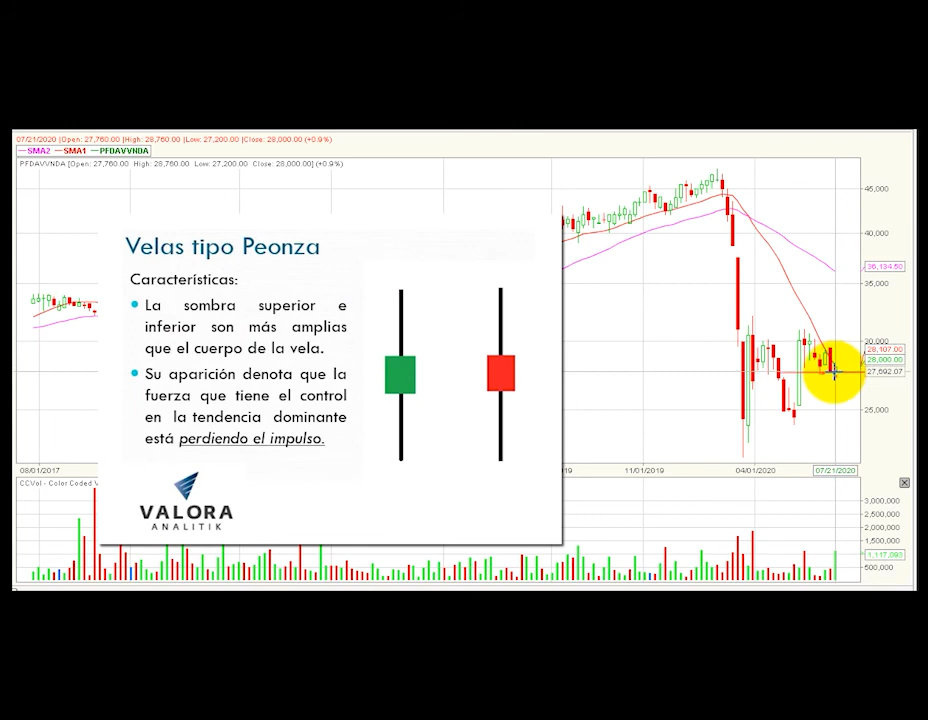 07/21/2020 [Open: 27,760.00 |High: 28,760.00 |Low: 27,200.00 |Close: 28,000.00 (+0.9%)
SMA2 SMA1 PFDAVVNDA
PFDAVVNDA [Open: 27,760.00 High: 28,760.00 Low: 27,200.00 Close: 28,000.00] (+0.9%)
45,000
40,000
36,134.50
35,000
30,000
28,107.00
28,000.00
27,692.07
25,000
Velas tipo Peonza
Características:
La sombra superior e
inferior son más amplias
que el cuerpo de la vela.
Su aparición denota que la
fuerza que tiene el control
en la tendencia dominante
está perdiendo el impulso.
VALORA
ANALITIK
08/01/2017 19 11/01/2019 04/01/2020 07/21/2020
CCVol - Color Coded V
3,000,000
2,500,000
2,000,000
1,500,000
1,117,093
500,000